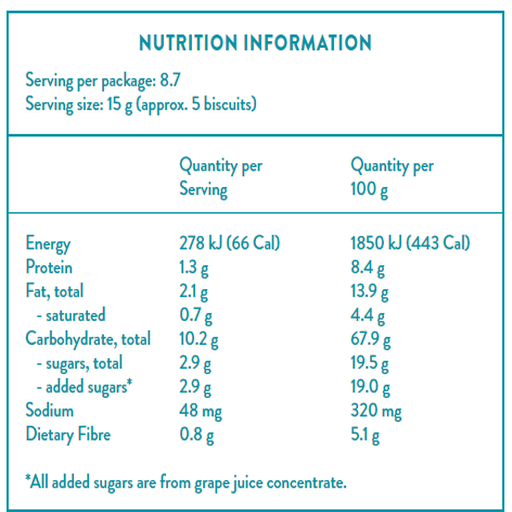 NUTRITION INFORMATION
Serving per package: 8.7
Serving size: 15 g (approx. 5 biscuits)
Quantity per Serving Quantity per 100 g
Energy 278 kJ (66 Cal) 1850 kJ (443 Cal)
Protein 1.3 g 8.4 g
Fat, total 2.1 g 13.9 g
- saturated 0.7 g 4.4 g
Carbohydrate, total 10.2 g 67.9 g
- sugars, total 2.9 g 19.5 g
- added sugars* 2.9 g 19.0 g
Sodium 48 mg 320 mg
Dietary Fibre 0.8 g 5.1 g
*All added sugars are from grape juice concentrate.